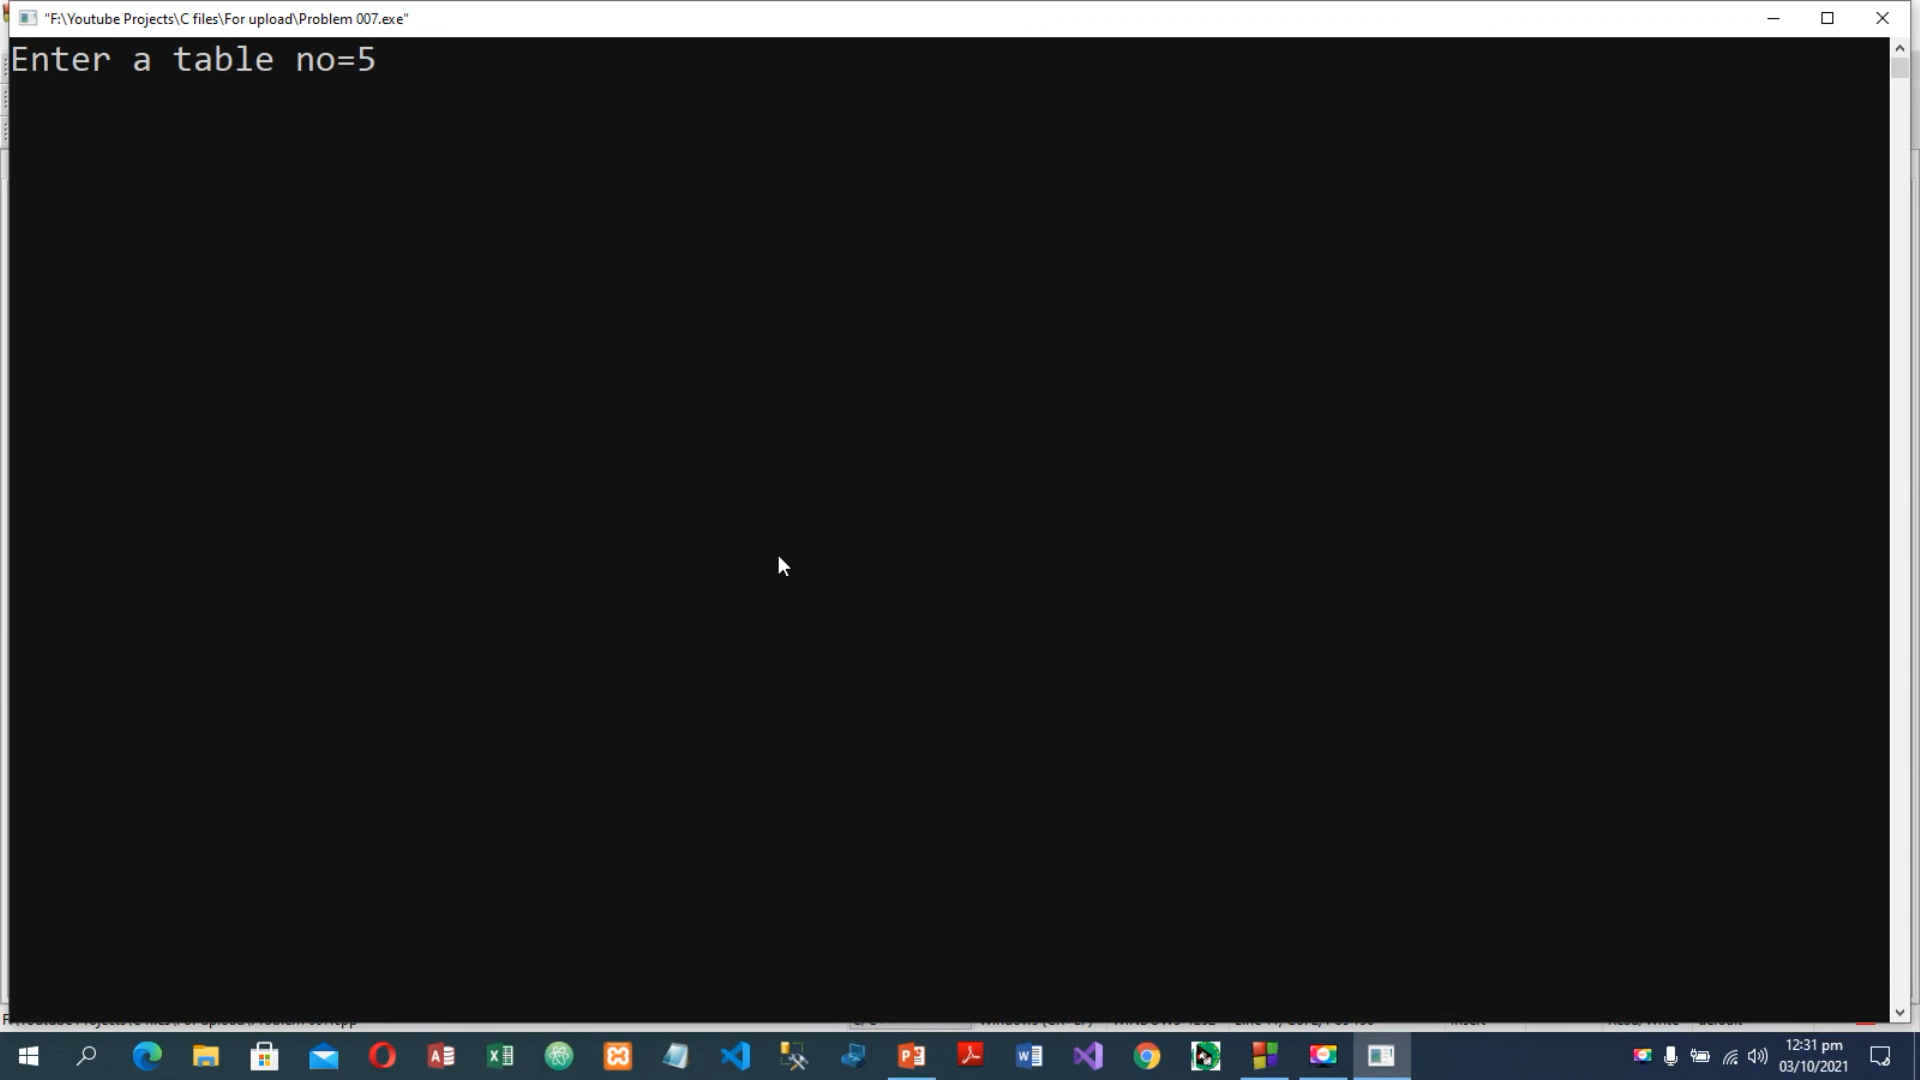 "F:\Youtube Projects\C files\For upload\Problem 007.exe"
Enter a table no=5
12:31 pm
03/10/2021